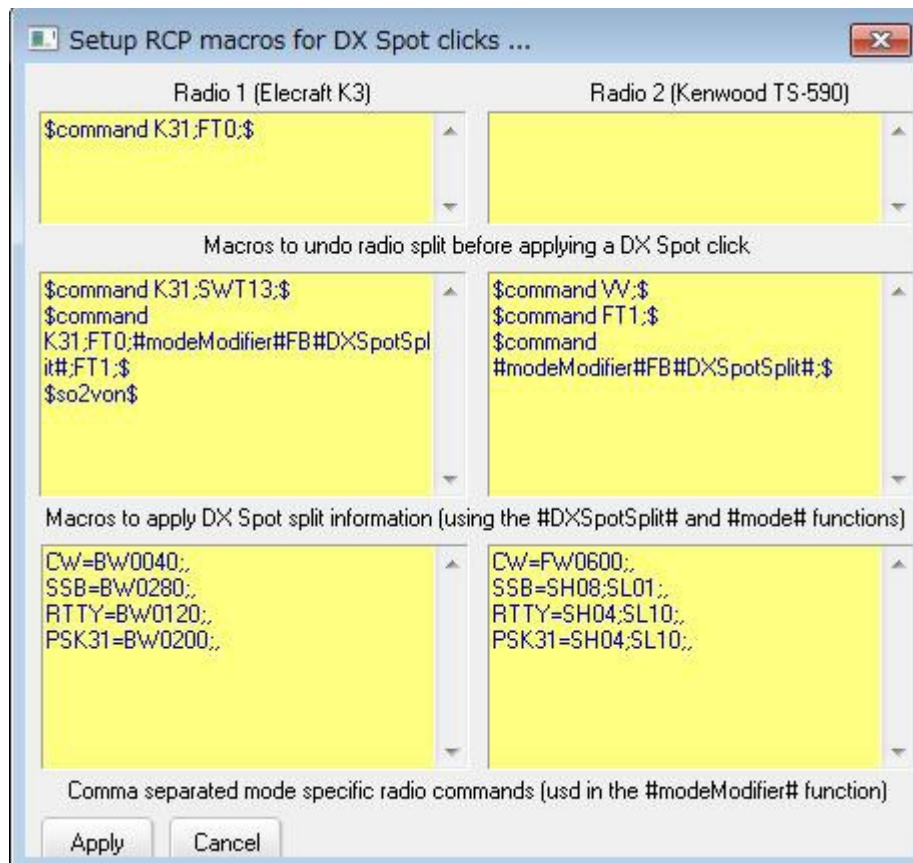 Setup RCP macros for DX Spot clicks ...
Radio 1 (Elecraft K3)
Radio 2 (Kenwood TS-590)
$command K31;FT0;$
Macros to undo radio split before applying a DX Spot click
$command K31;SWT13;$
$command
K31;FT0;#modeModifier#FB#DXSpotSpl
it#;FT1;$
$so2von$
$command VV;$
$command FT1;$
$command
#modeModifier#FB#DXSpotSplit#;$
Macros to apply DX Spot split information (using the #DXSpotSplit# and #mode# functions)
CW=BW0040;,
SSB=BW0280;,
RTTY=BW0120;,
PSK31=BW0200;,
CW=FW0600;,
SSB=SH08;SL01;,
RTTY=SH04;SL10;,
PSK31=SH04;SL10;,
Comma separated mode specific radio commands (usd in the #modeModifier# function)
Apply
Cancel